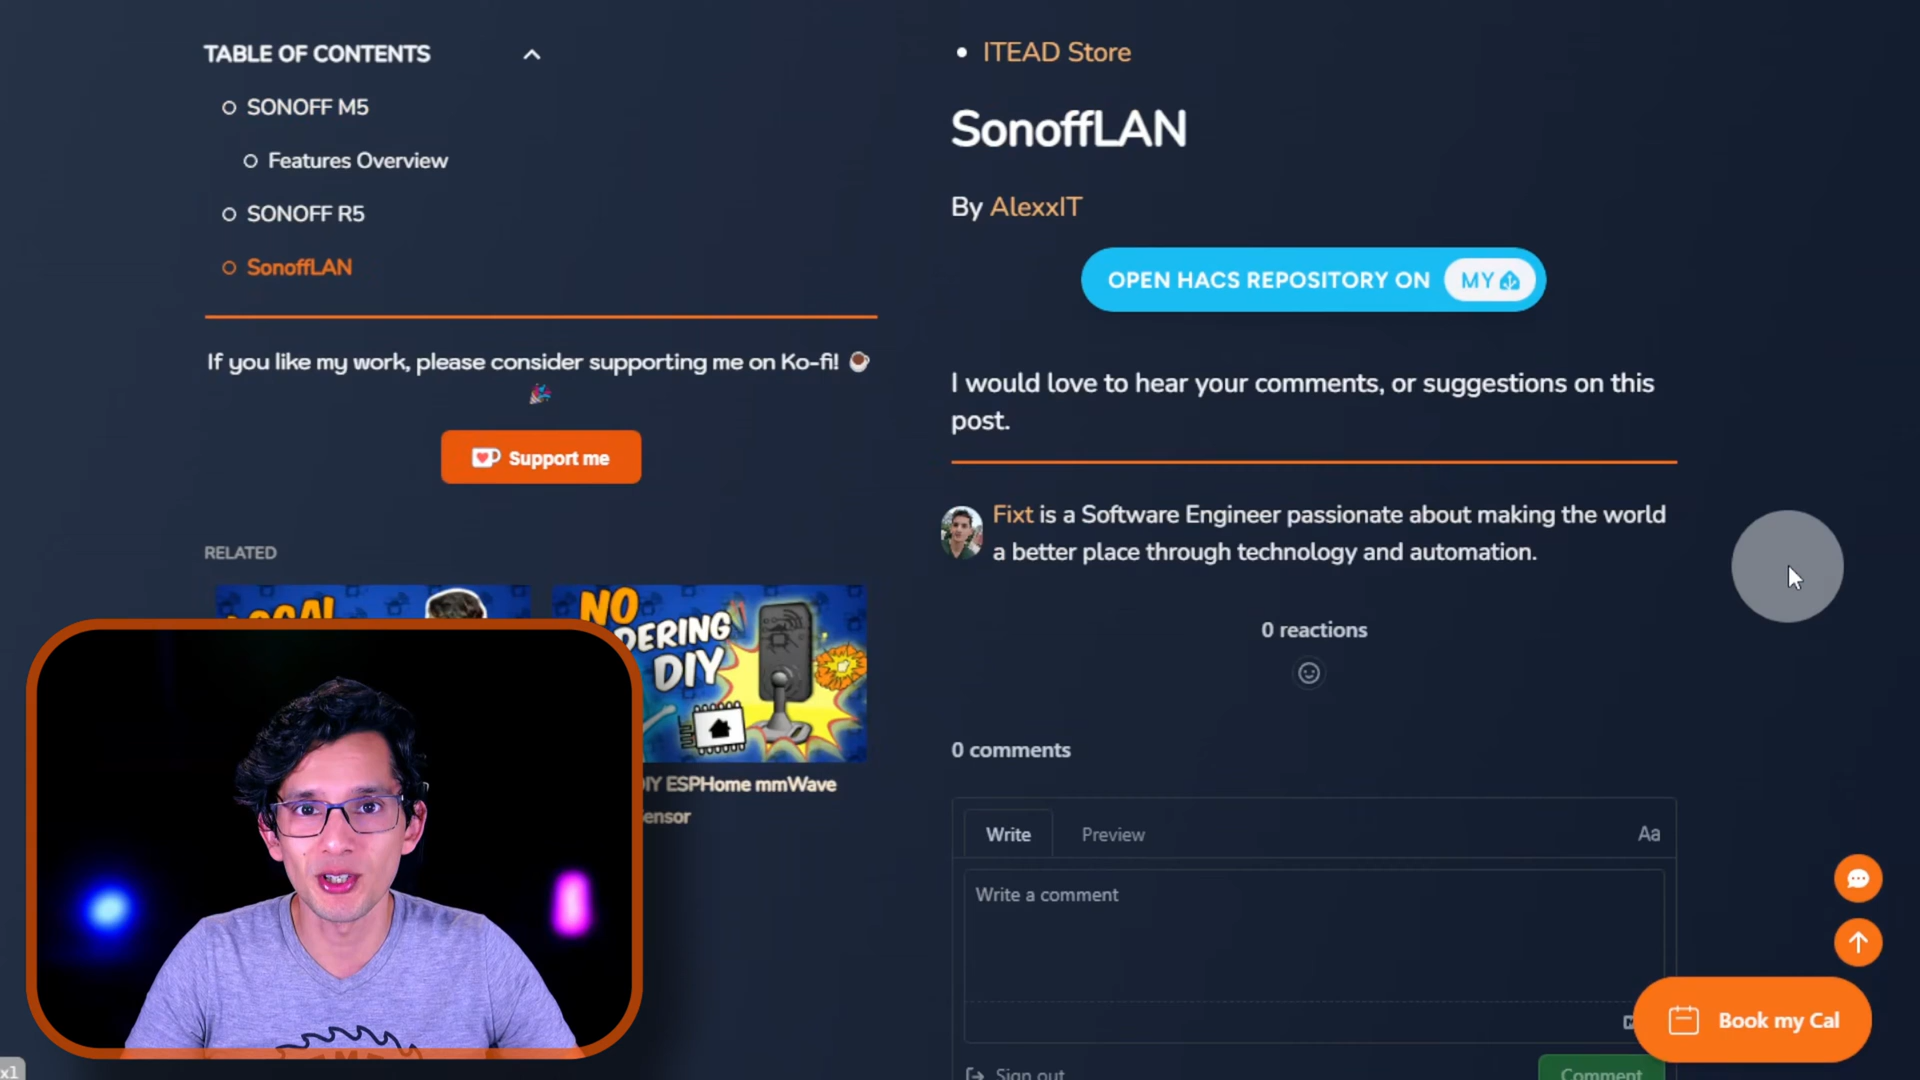 TABLE OF CONTENTS
SONOFF M5
Features Overview
SONOFF R5
SonoffLAN
If you like my work, please consider supporting me on Ko-fi!
Support me
RELATED
NO
DERING
DIY
IY ESPHome mmWave
ensor
ITEAD Store
SonoffLAN
By AlexxIT
OPEN HACS REPOSITORY ON MY
I would love to hear your comments, or suggestions on this
post.
Fixt is a Software Engineer passionate about making the world
a better place through technology and automation.
0 reactions
0 comments
Write
Preview
Aa
Write a comment
Book my Cal
Sign out
Comment
xl